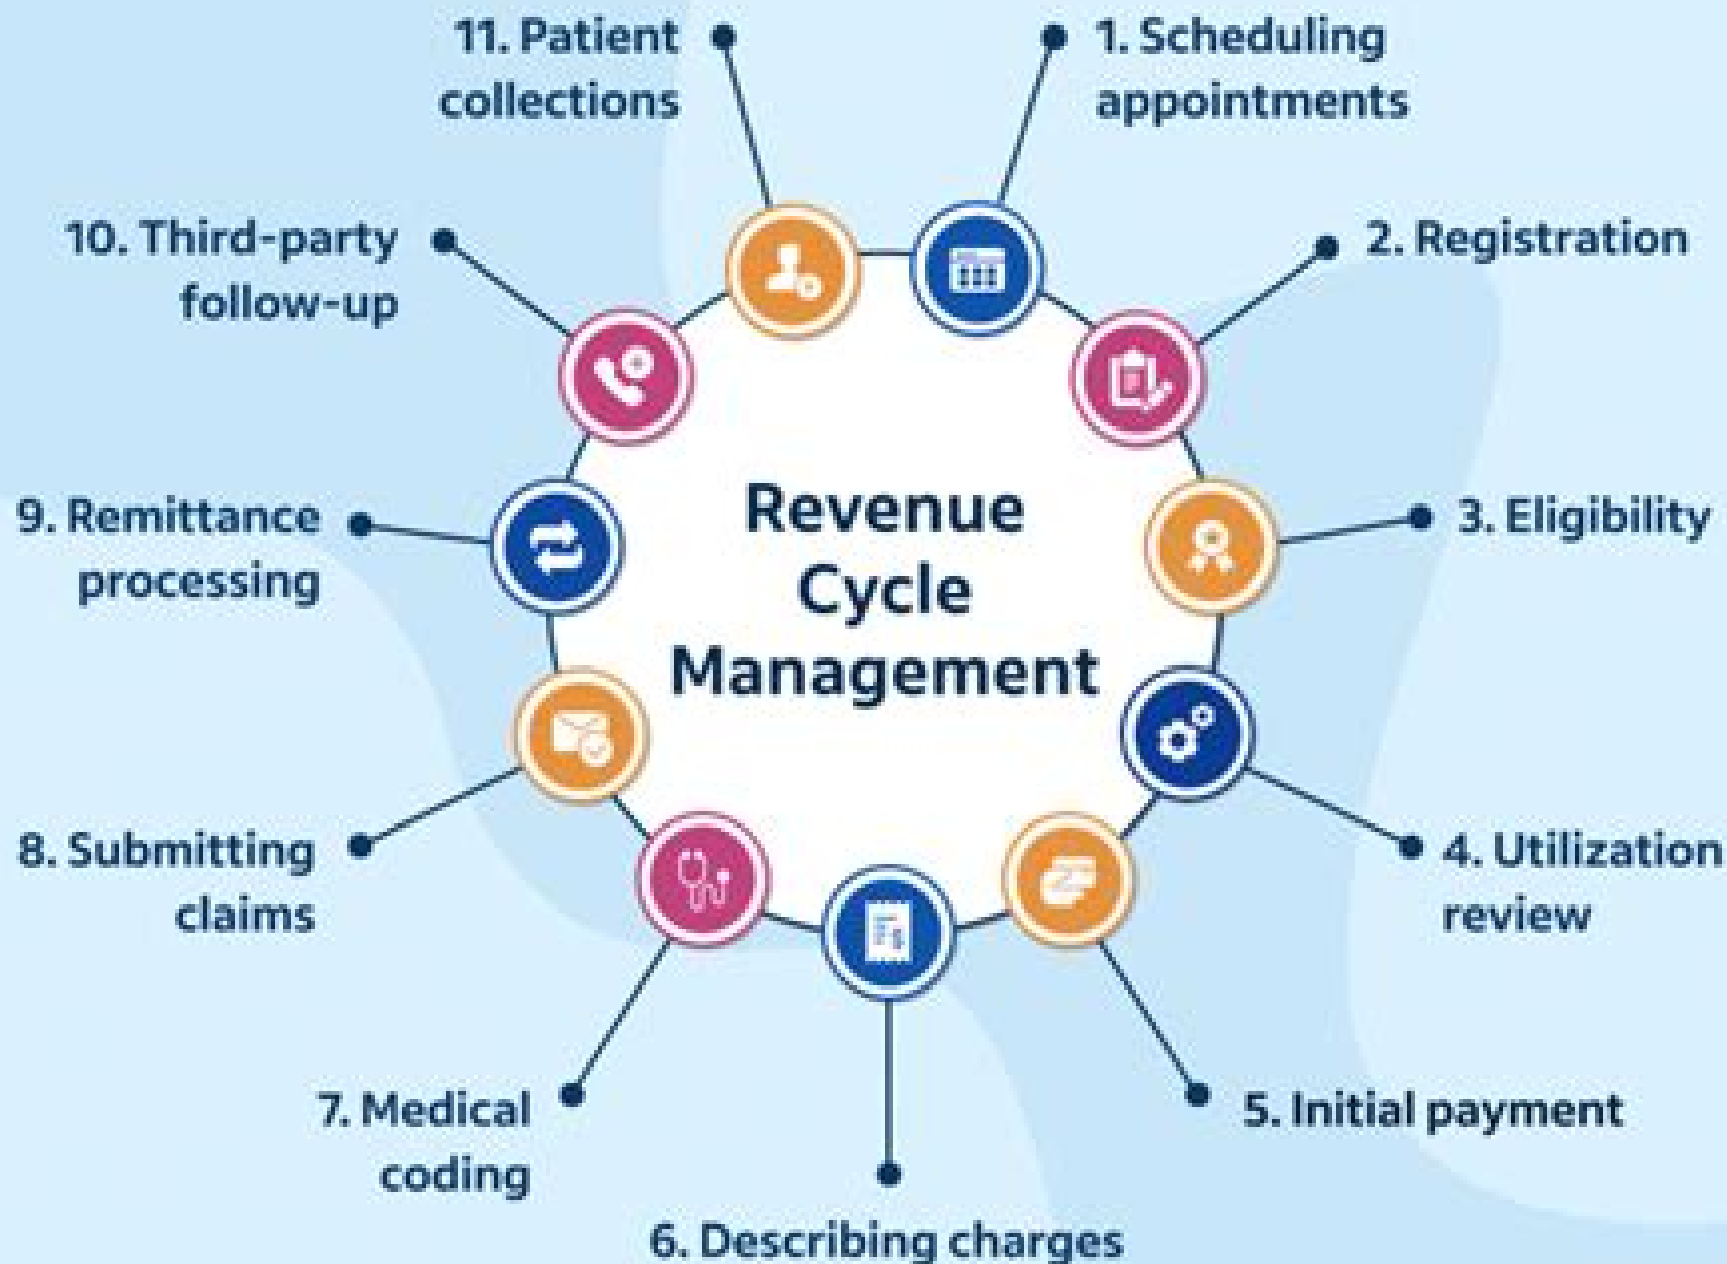 Revenue
Cycle
Management
1. Scheduling
appointments
2. Registration
3. Eligibility
4. Utilization
review
5. Initial payment
6. Describing charges
7. Medical
coding
8. Submitting
claims
9. Remittance
processing
10. Third-party
follow-up
11. Patient
collections